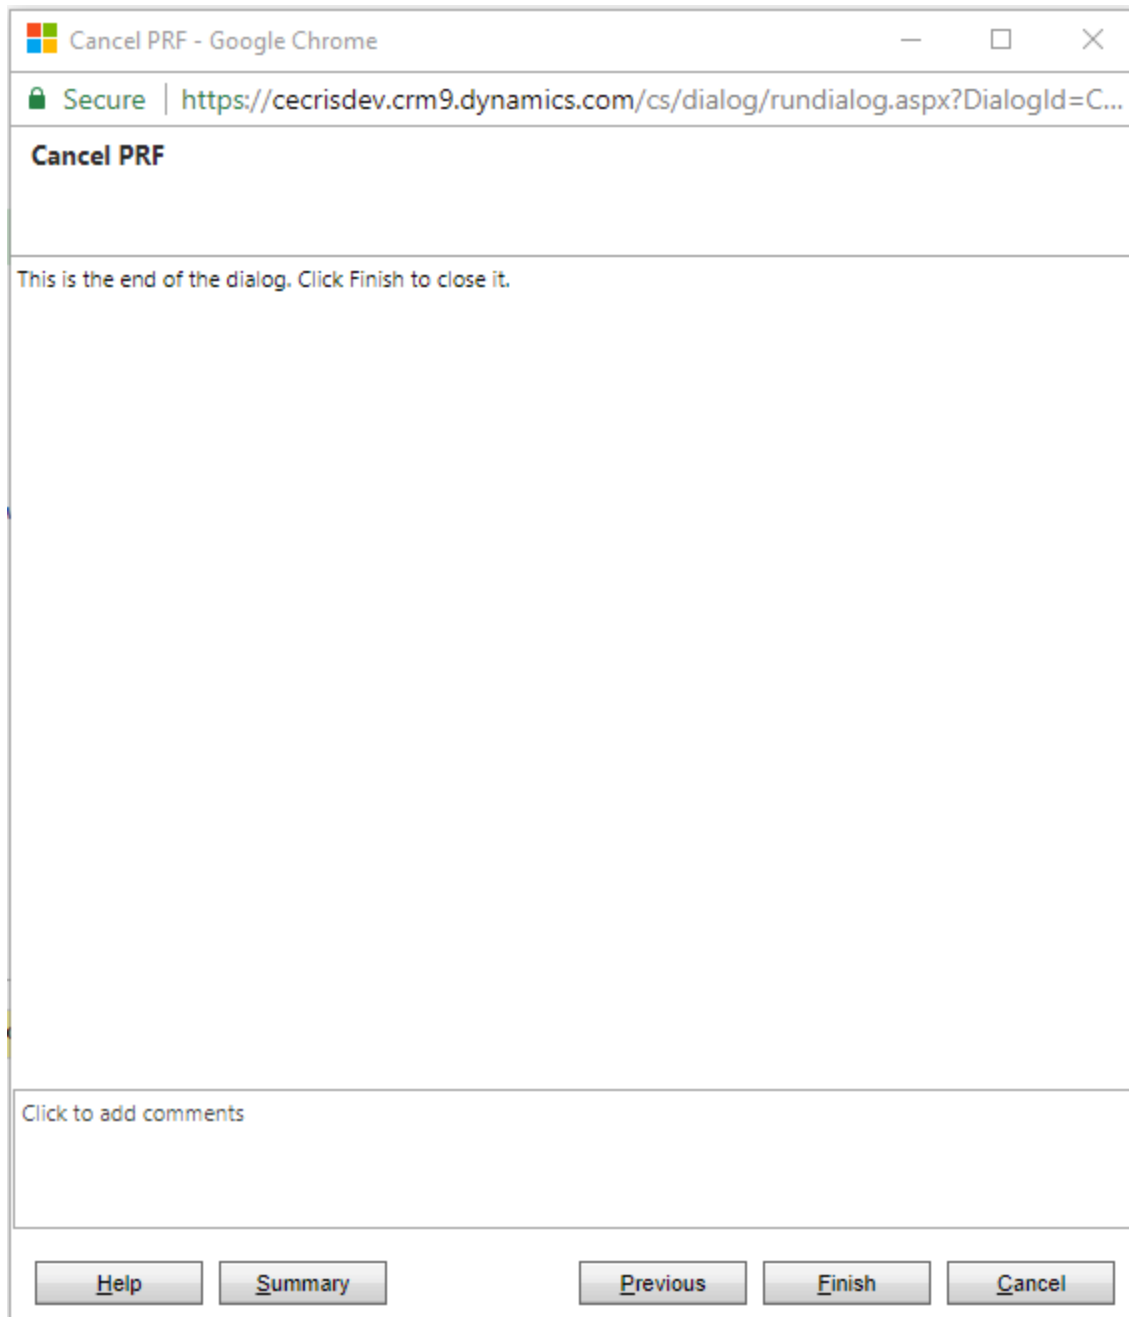 Cancel PRF - Google Chrome
Secure | https://cecrisdev.crm9.dynamics.com/cs/dialog/rundialog.aspx?DialogId=C...
Cancel PRF
This is the end of the dialog. Click Finish to close it.
Click to add comments
Help Summary Previous Finish Cancel